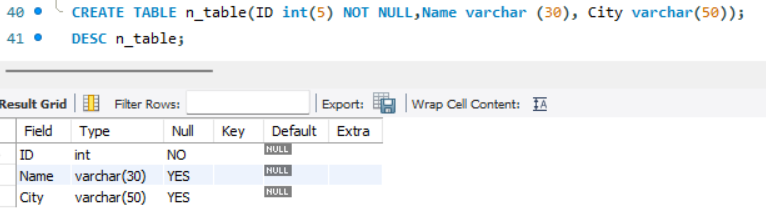 40 CREATE TABLE n_table(ID int(5) NOT NULL,Name varchar (30), City varchar(50));
41 DESC n_table;
Result Grid Filter Rows: Export: Wrap Cell Content: IA
Field Type Null Key Default Extra
ID int NO NULL
Name varchar(30) YES NULL
City varchar(50) YES NULL